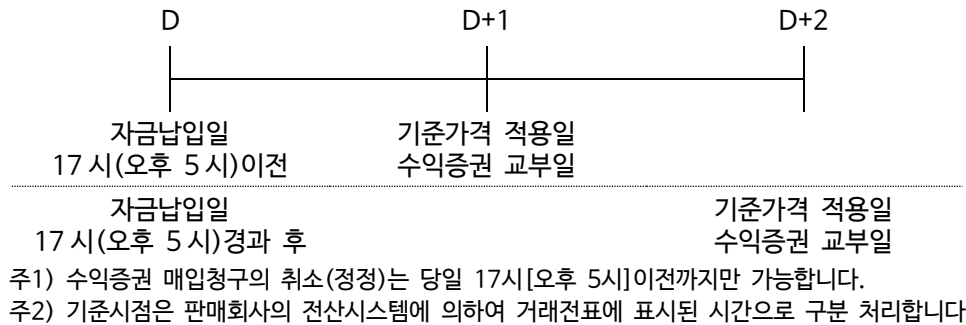 D D+1 D+2
자금납입일 기준가격 적용일
17시(오후 5시)이전 수익증권 교부일
자금납입일 기준가격 적용일
17시(오후 5시)경과 후 수익증권 교부일
주1) 수익증권 매입청구의 취소(정정)는 당일 17시[오후 5시]이전까지만 가능합니다.
주2) 기준시점은 판매회사의 전산시스템에 의하여 거래전표에 표시된 시간으로 구분 처리합니다